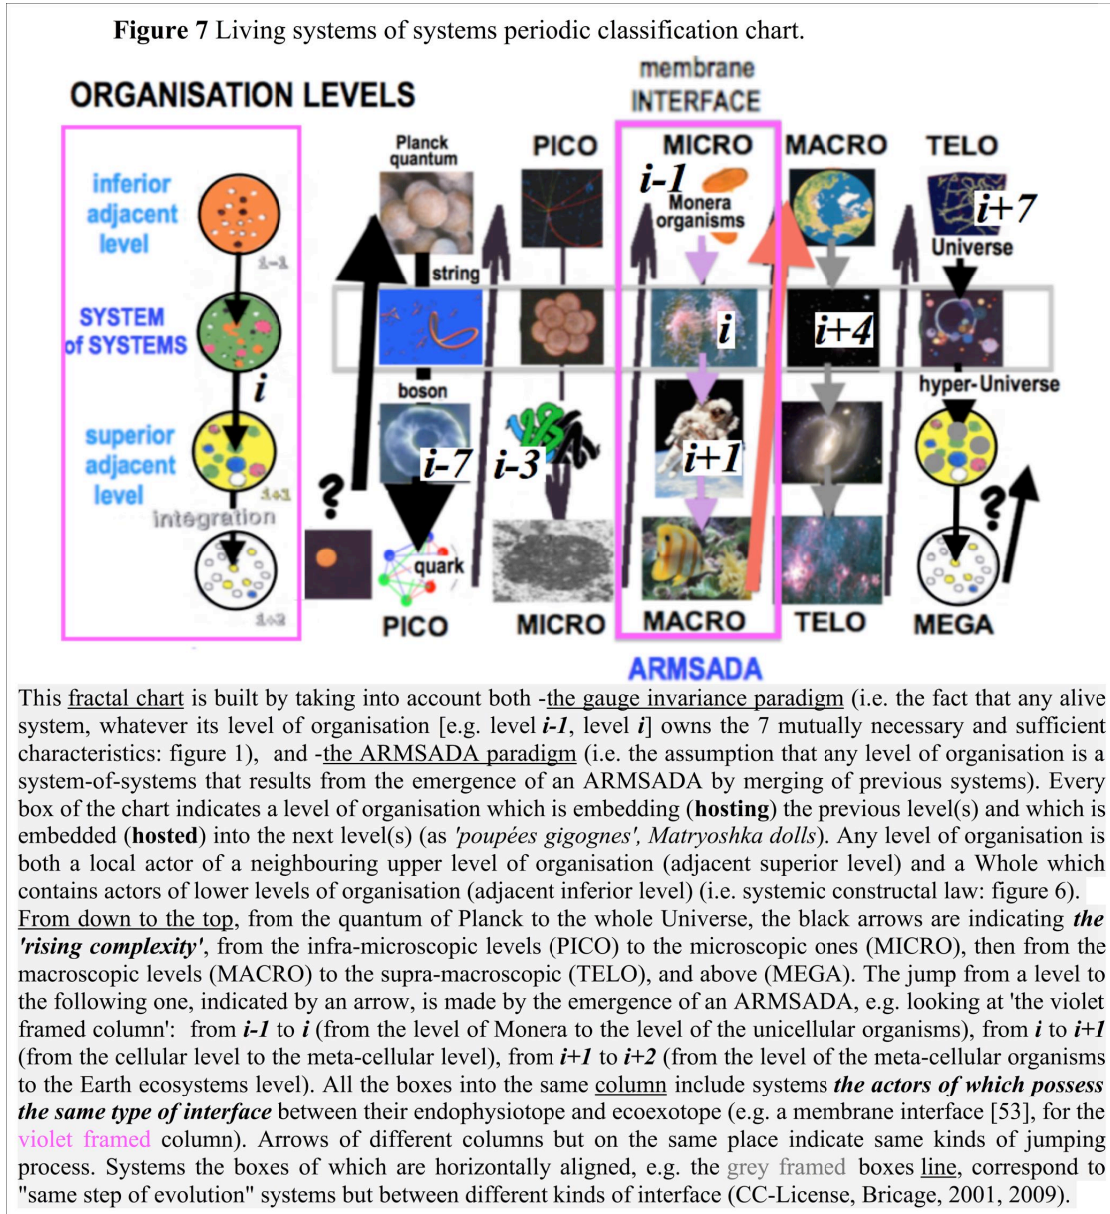 Figure 7 Living systems of systems periodic classification chart.
membrane
INTERFACE
ORGANISATION LEVELS
Planck
quantum
PICO
MICRO
MACRO
TELO
inferior
adjacent
level
i-1
i-1
Monera
organisms
i+7
Universe
string
SYSTEM
of SYSTEMS
i
i
i+4
boson
hyper-Universe
superior
adjacent
level
i+1
i-7
i-3
i+1
?
?
integration
quark
i+2
PICO
MICRO
MACRO
TELO
MEGA
ARMSADA
This fractal chart is built by taking into account both -the gauge invariance paradigm (i.e. the fact that any alive
system, whatever its level of organisation [e.g. level i-1, level i] owns the 7 mutually necessary and sufficient
characteristics: figure 1), and -the ARMSADA paradigm (i.e. the assumption that any level of organisation is a
system-of-systems that results from the emergence of an ARMSADA by merging of previous systems). Every
box of the chart indicates a level of organisation which is embedding (hosting) the previous level(s) and which is
embedded (hosted) into the next level(s) (as 'poupées gigognes', Matryoshka dolls). Any level of organisation is
both a local actor of a neighbouring upper level of organisation (adjacent superior level) and a Whole which
contains actors of lower levels of organisation (adjacent inferior level) (i.e. systemic constructal law: figure 6).
From down to the top, from the quantum of Planck to the whole Universe, the black arrows are indicating the
'rising complexity', from the infra-microscopic levels (PICO) to the microscopic ones (MICRO), then from the
macroscopic levels (MACRO) to the supra-macroscopic (TELO), and above (MEGA). The jump from a level to
the following one, indicated by an arrow, is made by the emergence of an ARMSADA, e.g. looking at 'the violet
framed column': from i-1 to i (from the level of Monera to the level of the unicellular organisms), from i to i+1
(from the cellular level to the meta-cellular level), from i+1 to i+2 (from the level of the meta-cellular organisms
to the Earth ecosystems level). All the boxes into the same column include systems the actors of which possess
the same type of interface between their endophysiotope and ecoexotope (e.g. a membrane interface [53], for the
violet framed column). Arrows of different columns but on the same place indicate same kinds of jumping
process. Systems the boxes of which are horizontally aligned, e.g. the grey framed boxes line, correspond to
"same step of evolution" systems but between different kinds of interface (CC-License, Bricage, 2001, 2009).